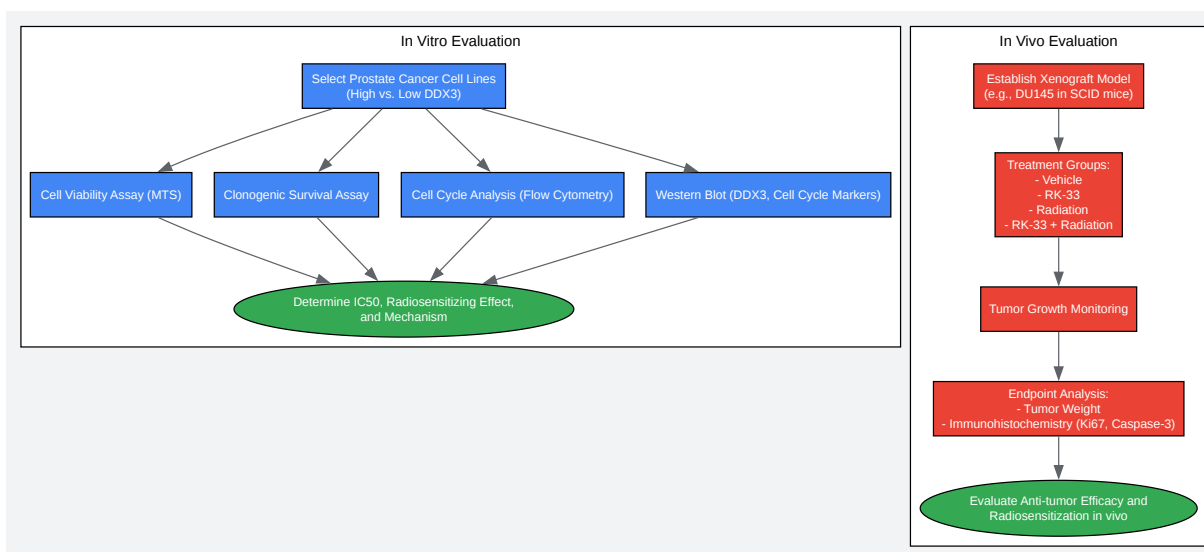 In Vitro Evaluation
Select Prostate Cancer Cell Lines
(High vs. Low DDX3)
Cell Viability Assay (MTS)
Clonogenic Survival Assay
Cell Cycle Analysis (Flow Cytometry)
Western Blot (DDX3, Cell Cycle Markers)
Determine IC50, Radiosensitizing Effect,
and Mechanism
In Vivo Evaluation
Establish Xenograft Model
(e.g., DU145 in SCID mice)
Treatment Groups:
- Vehicle
- RK-33
- Radiation
- RK-33 + Radiation
Tumor Growth Monitoring
Endpoint Analysis:
- Tumor Weight
- Immunohistochemistry (Ki67, Caspase-3)
Evaluate Anti-tumor Efficacy and
Radiosensitization in vivo